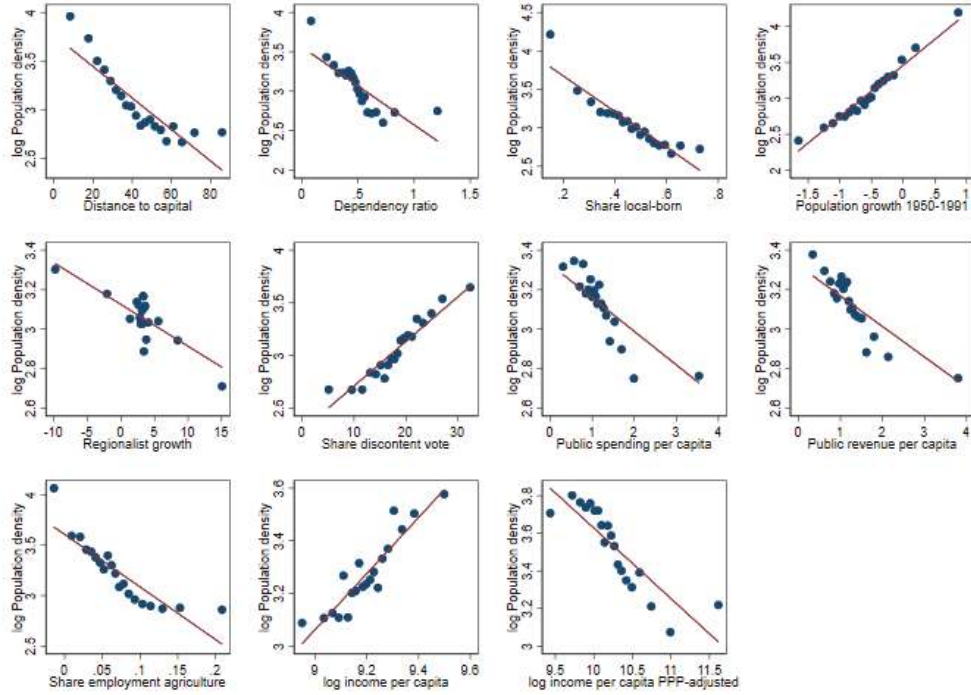 log Population density
2.5 3 3.5 4
0 20 40 60 80
Distance to capital
log Population density
2 2.5 3 3.5 4
0 .5 1 1.5
Dependency ratio
log Population density
2.5 3 3.5 4 4.5
.2 .4 .6 .8
Share local-born
log Population density
2 2.5 3 3.5 4
-1.5 -1 -.5 0 .5 1
Population growth 1950-1991
log Population density
2.6 2.8 3 3.2 3.4
-10 -5 0 5 10 15
Regionalist growth
log Population density
2.5 3 3.5 4
0 10 20 30
Share discontent vote
log Population density
2.6 2.8 3 3.2 3.4
0 1 2 3 4
Public spending per capita
log Population density
2.6 2.8 3 3.2 3.4
0 1 2 3 4
Public revenue per capita
log Population density
2.5 3 3.5 4
0 .05 .1 .15 .2
Share employment agriculture
log Population density
3 3.2 3.4 3.6
9 9.2 9.4 9.6
log income per capita
log Population density
3 3.2 3.4 3.6 3.8
9.5 10 10.5 11 11.5
log income per capita PPP-adjusted